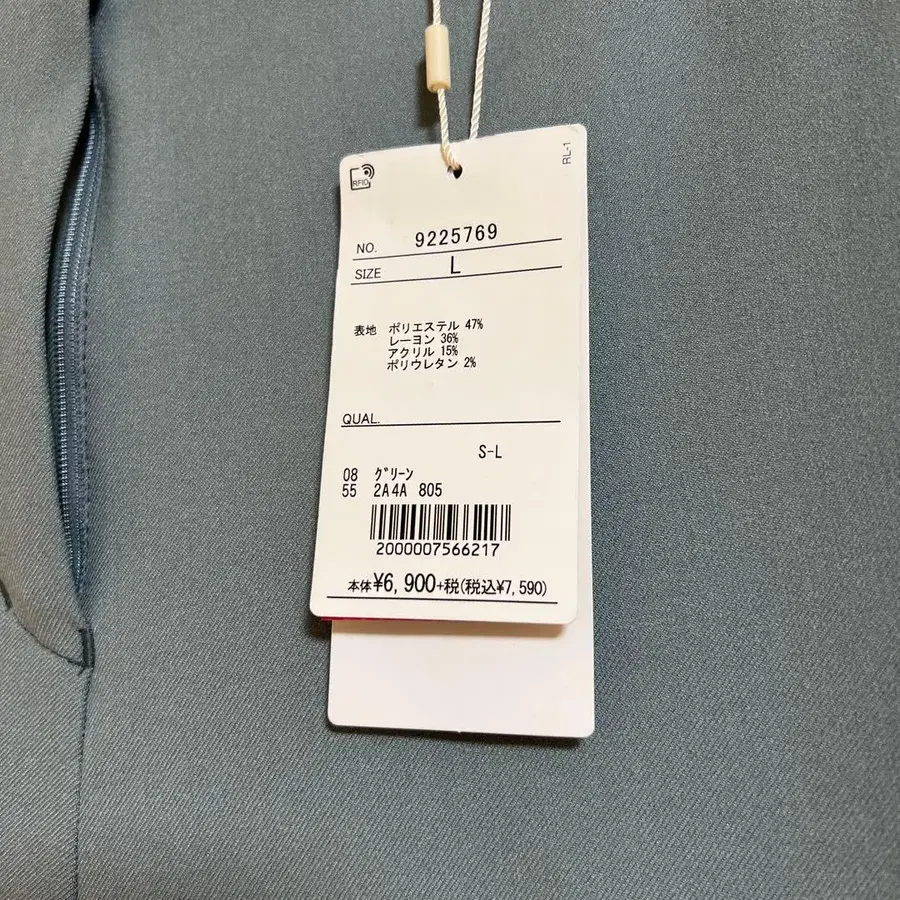 RFID
RL-1
NO. 9225769
SIZE L
表地 ポリエステル 47%
レーヨン 36%
アクリル 15%
ポリウレタン 2%
QUAL.
S-L
08 グリーン
55 2A4A 805
2000007566217
本体¥6,900+税(税込¥7,590)